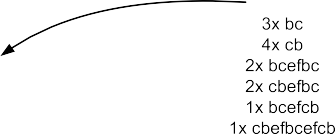 3x bc
4x cb
2x bcefbc
2x cbefbc
1x bcefcb
1x cbefbcefcb